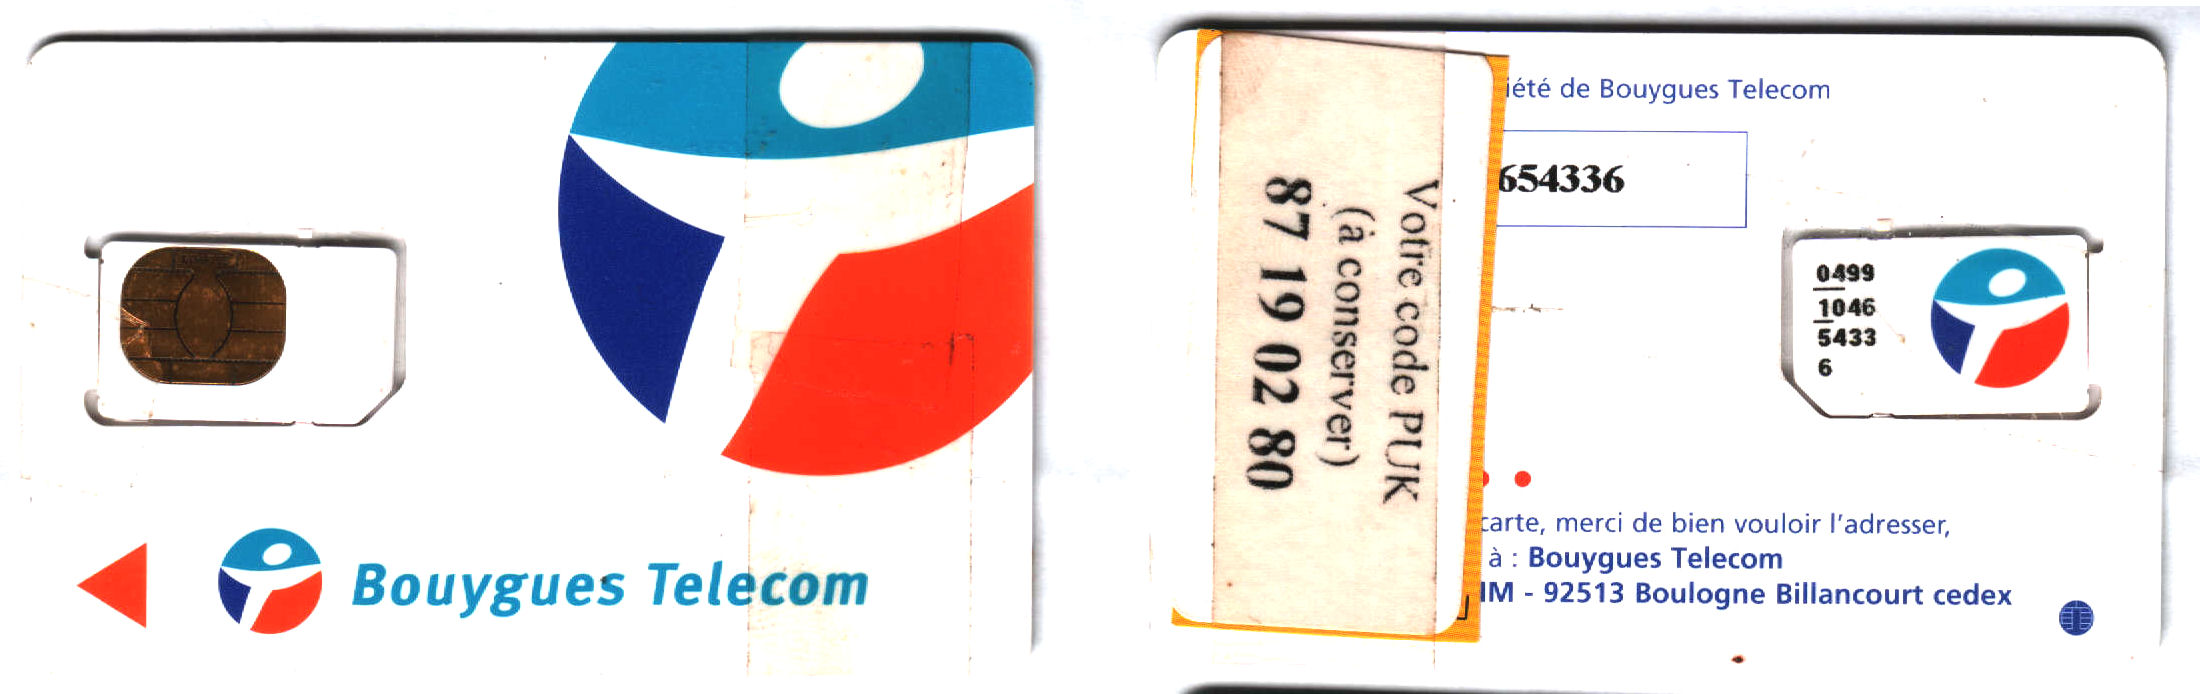 Bouygues Telecom
Votre code PUK
(à conserver)
87 19 02 80
iété de Bouygues Telecom
654336
0499
1046
5433
6
carte, merci de bien vouloir l'adresser,
à : Bouygues Telecom
IM - 92513 Boulogne Billancourt cedex